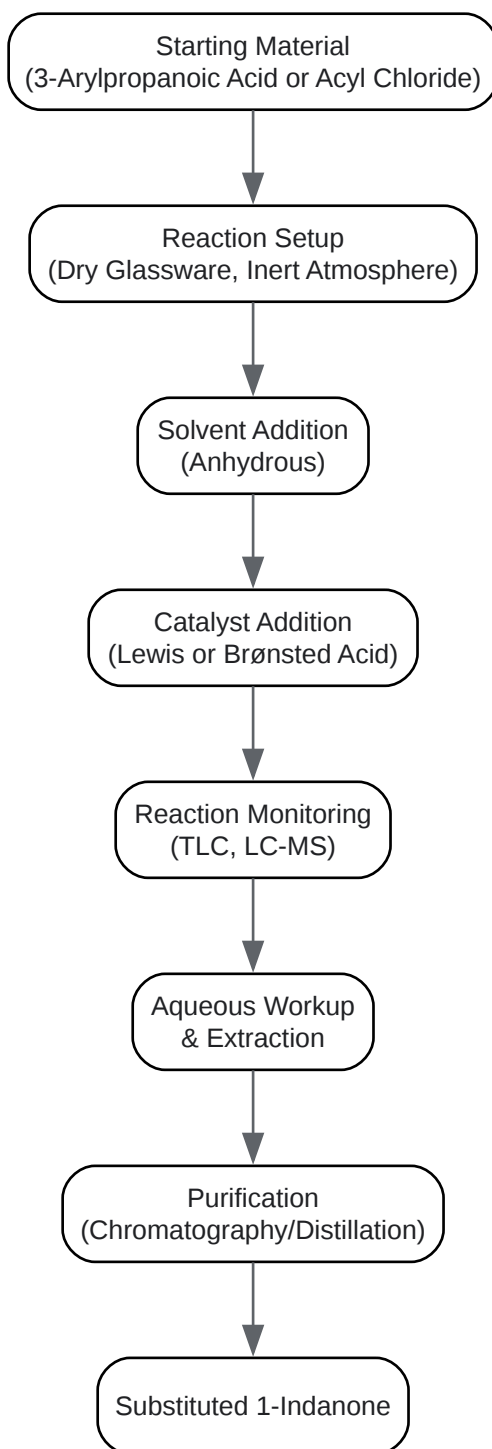 Starting Material
(3-Arylpropanoic Acid or Acyl Chloride)
Reaction Setup
(Dry Glassware, Inert Atmosphere)
Solvent Addition
(Anhydrous)
Catalyst Addition
(Lewis or Brønsted Acid)
Reaction Monitoring
(TLC, LC-MS)
Aqueous Workup
& Extraction
Purification
(Chromatography/Distillation)
Substituted 1-Indanone